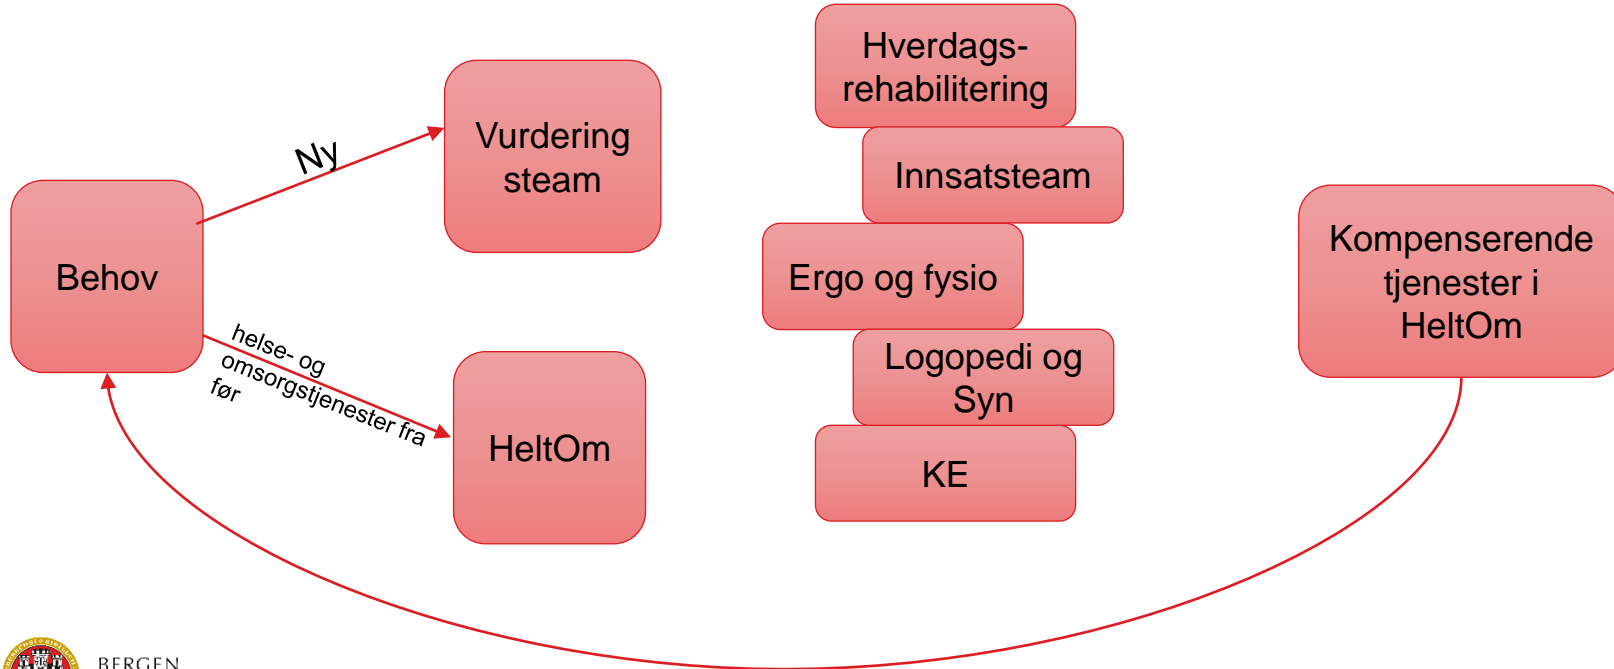 Behov
Ny
helse- og
omsorgstjenester fra
før
Vurdering
steam
HeltOm
Hverdags-
rehabilitering
Innsatsteam
Ergo og fysio
Logopedi og
Syn
KE
Kompenserende
tjenester i
HeltOm
BERGEN